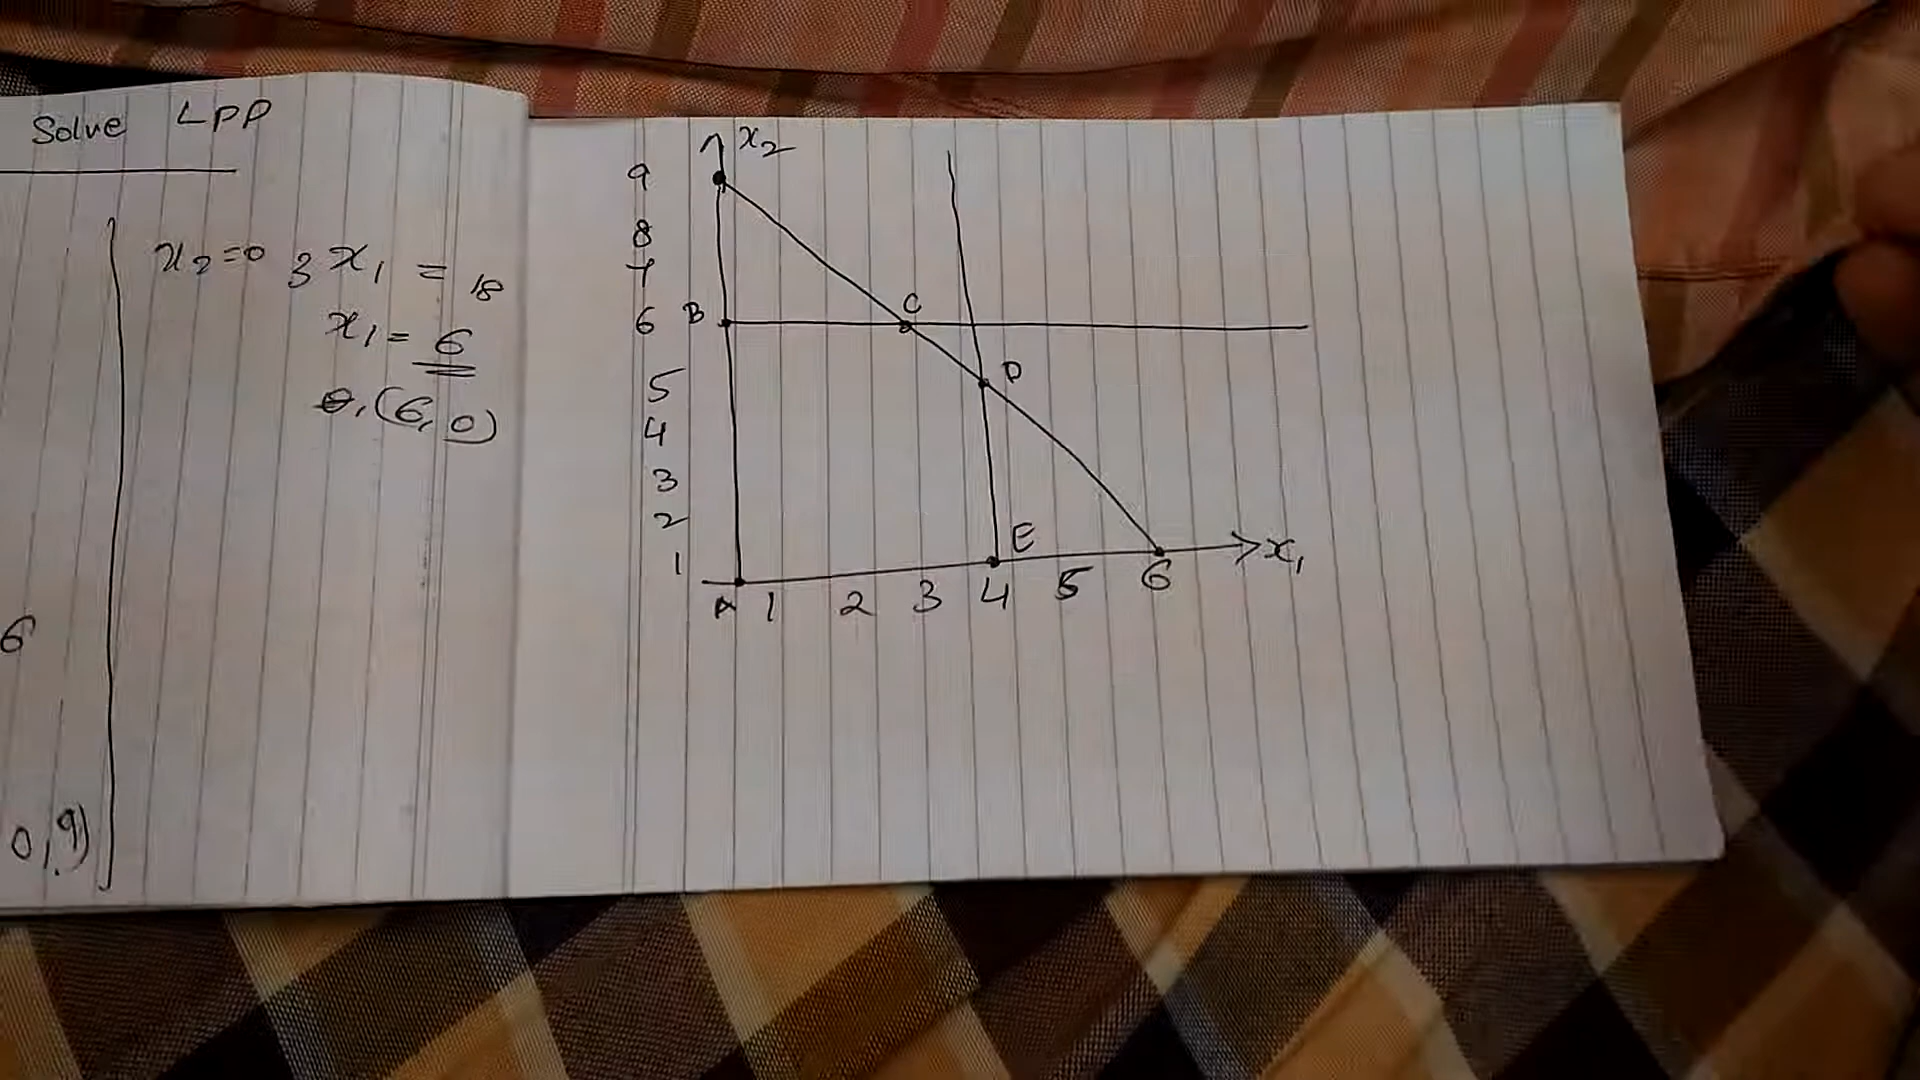 Solve LPP
x2=0 3x1 = 18
x1 = 6
(6, 0)
6
0,9)
x2
9
8
7
6 B C
5 D
4
3
2
1 E x1
A 1 2 3 4 5 6